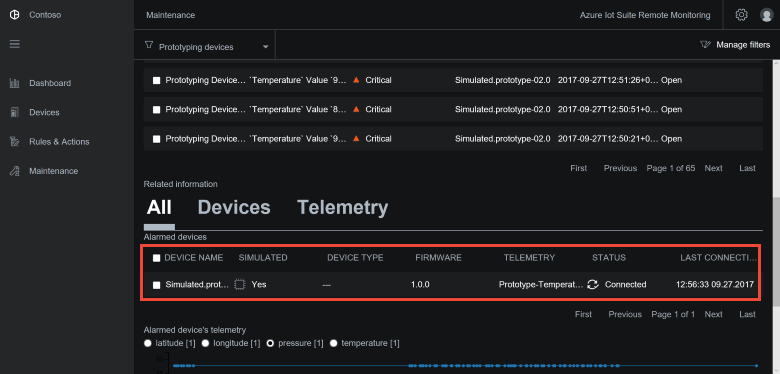 Contoso
Maintenance
Azure Iot Suite Remote Monitoring
Prototyping devices
Manage filters
Dashboard
Devices
Rules & Actions
Maintenance
Prototyping Device... `Temperature` Value `9... Critical Simulated.prototype-02.0 2017-09-27T12:51:26+0... Open
Prototyping Device... `Temperature` Value `8... Critical Simulated.prototype-02.0 2017-09-27T12:50:51+0... Open
Prototyping Device... `Temperature` Value `9... Critical Simulated.prototype-02.0 2017-09-27T12:50:21+0... Open
First Previous Page 1 of 65 Next Last
Related information
All Devices Telemetry
Alarmed devices
DEVICE NAME SIMULATED DEVICE TYPE FIRMWARE TELEMETRY STATUS LAST CONNECTI...
Simulated.prot... Yes --- 1.0.0 Prototype-Temperat... Connected 12:56:33 09.27.2017
First Previous Page 1 of 1 Next Last
Alarmed device's telemetry
latitude [1] longitude [1] pressure [1] temperature [1]